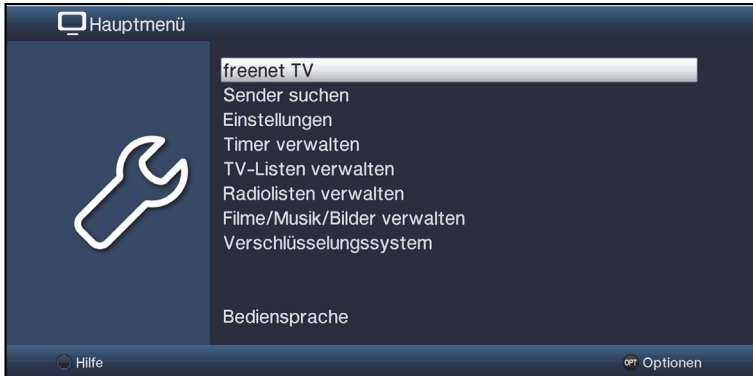 Hauptmenü
freenet TV
Sender suchen
Einstellungen
Timer verwalten
TV-Listen verwalten
Radiolisten verwalten
Filme/Musik/Bilder verwalten
Verschlüsselungssystem
Bediensprache
Hilfe
OPT Optionen